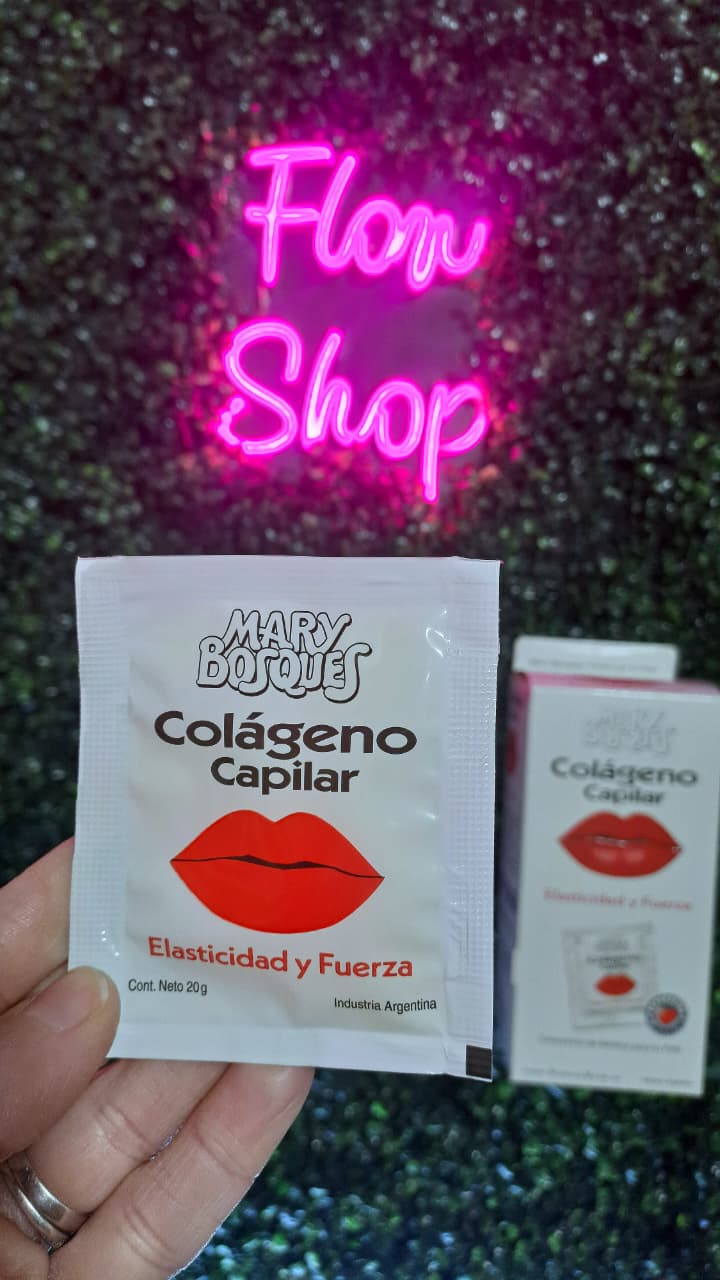 Flor
Shop
MARY
BOSQUES
Colágeno
Capilar
Elasticidad y Fuerza
Cont. Neto 20g
Industria Argentina
MARY
BOSQUES
Colágeno
Capilar
Elasticidad y Fuerza